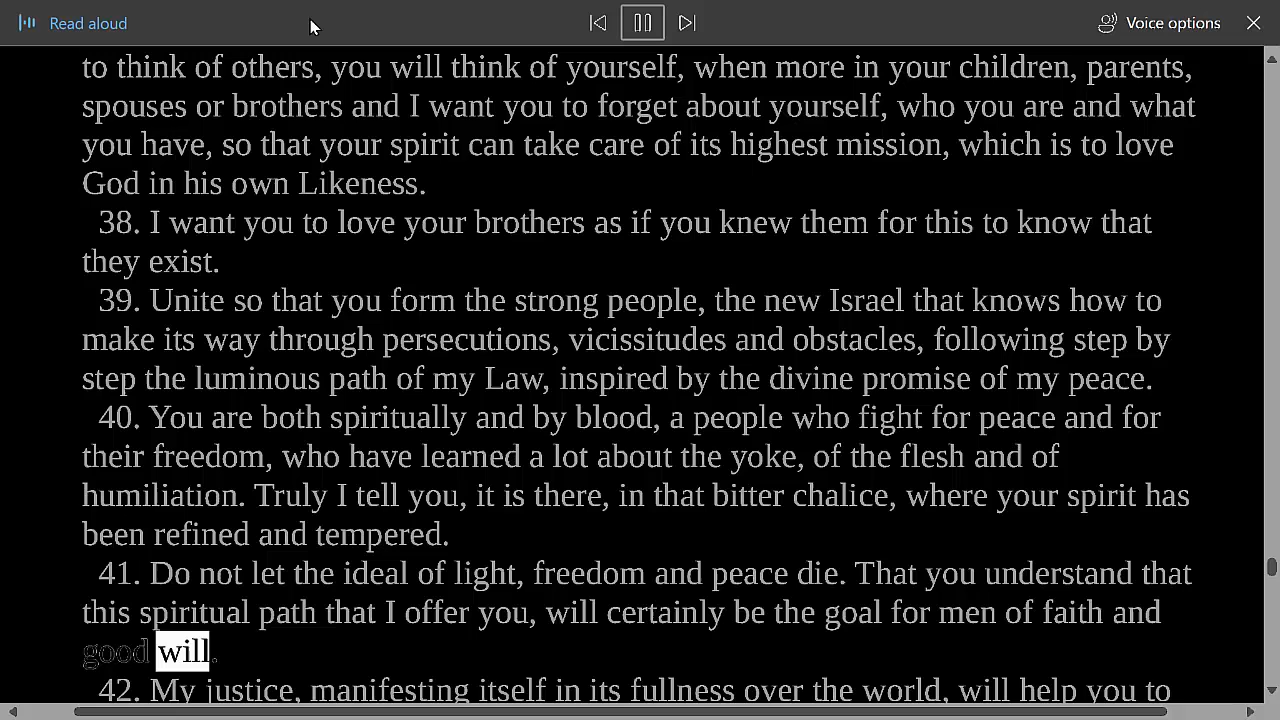 Read aloud
Voice options
to think of others, you will think of yourself, when more in your children, parents,
spouses or brothers and I want you to forget about yourself, who you are and what
you have, so that your spirit can take care of its highest mission, which is to love
God in his own Likeness.
38. I want you to love your brothers as if you knew them for this to know that
they exist.
39. Unite so that you form the strong people, the new Israel that knows how to
make its way through persecutions, vicissitudes and obstacles, following step by
step the luminous path of my Law, inspired by the divine promise of my peace.
40. You are both spiritually and by blood, a people who fight for peace and for
their freedom, who have learned a lot about the yoke, of the flesh and of
humiliation. Truly I tell you, it is there, in that bitter chalice, where your spirit has
been refined and tempered.
41. Do not let the ideal of light, freedom and peace die. That you understand that
this spiritual path that I offer you, will certainly be the goal for men of faith and
good will.
42. My justice, manifesting itself in its fullness over the world, will help you to